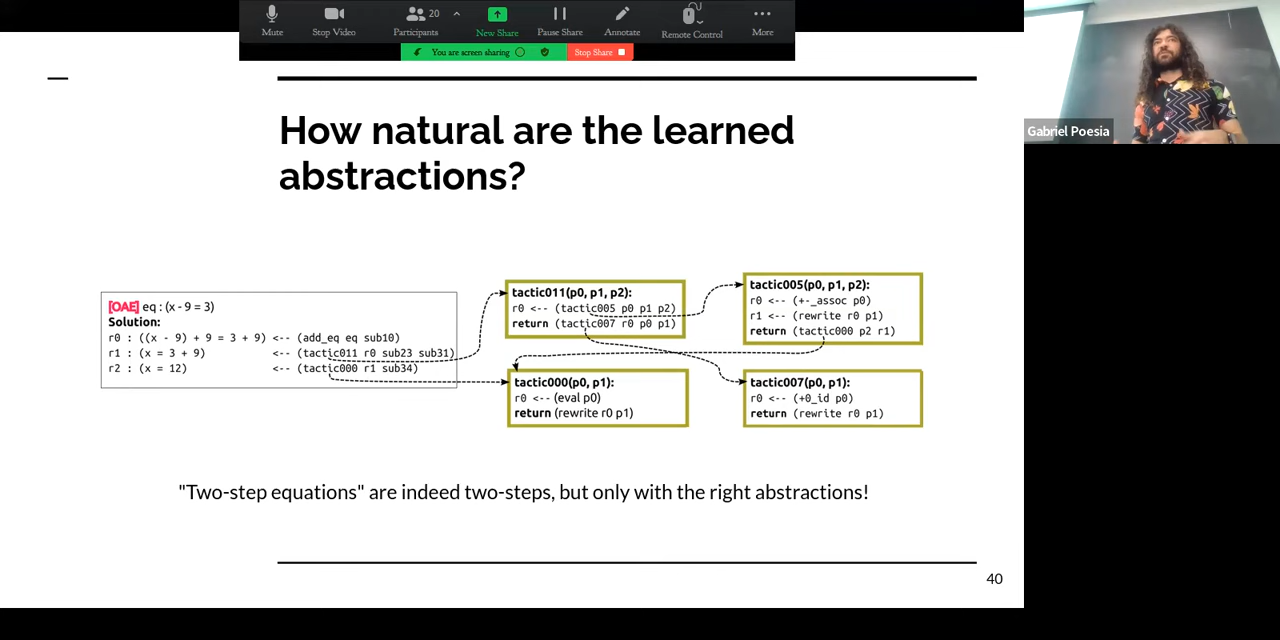 Mute
Stop Video
Participants
20
New Share
Pause Share
Annotate
Remote Control
More
You are screen sharing
Stop Share
Gabriel Poesia
How natural are the learned
abstractions?
[OAE] eq : (x - 9 = 3)
Solution:
r0 : ((x - 9) + 9 = 3 + 9) <-- (add_eq eq sub10)
r1 : (x = 3 + 9) <-- (tactic011 r0 sub23 sub31)
r2 : (x = 12) <-- (tactic000 r1 sub34)
tactic011(p0, p1, p2):
r0 <-- (tactic005 p0 p1 p2)
return (tactic007 r0 p0 p1)
tactic005(p0, p1, p2):
r0 <-- (+-_assoc p0)
r1 <-- (rewrite r0 p1)
return (tactic000 p2 r1)
tactic000(p0, p1):
r0 <-- (eval p0)
return (rewrite r0 p1)
tactic007(p0, p1):
r0 <-- (+0_id p0)
return (rewrite r0 p1)
"Two-step equations" are indeed two-steps, but only with the right abstractions!
40